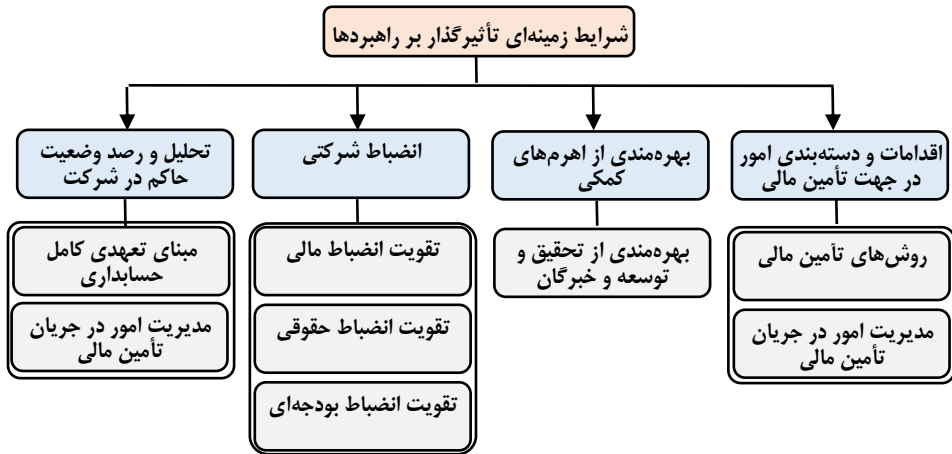 شرایط زمینه‌ای تأثیرگذار بر راهبردها
اقدامات و دسته‌بندی امور
در جهت تأمین مالی
روش‌های تأمین مالی
مدیریت امور در جریان
تأمین مالی
بهره‌مندی از اهرم‌های
کمکی
بهره‌مندی از تحقیق و
توسعه و خبرگان
انضباط شرکتی
تقویت انضباط مالی
تقویت انضباط حقوقی
تقویت انضباط بودجه‌ای
تحلیل و رصد وضعیت
حاکم در شرکت
مبنای تعهدی کامل
حسابداری
مدیریت امور در جریان
تأمین مالی